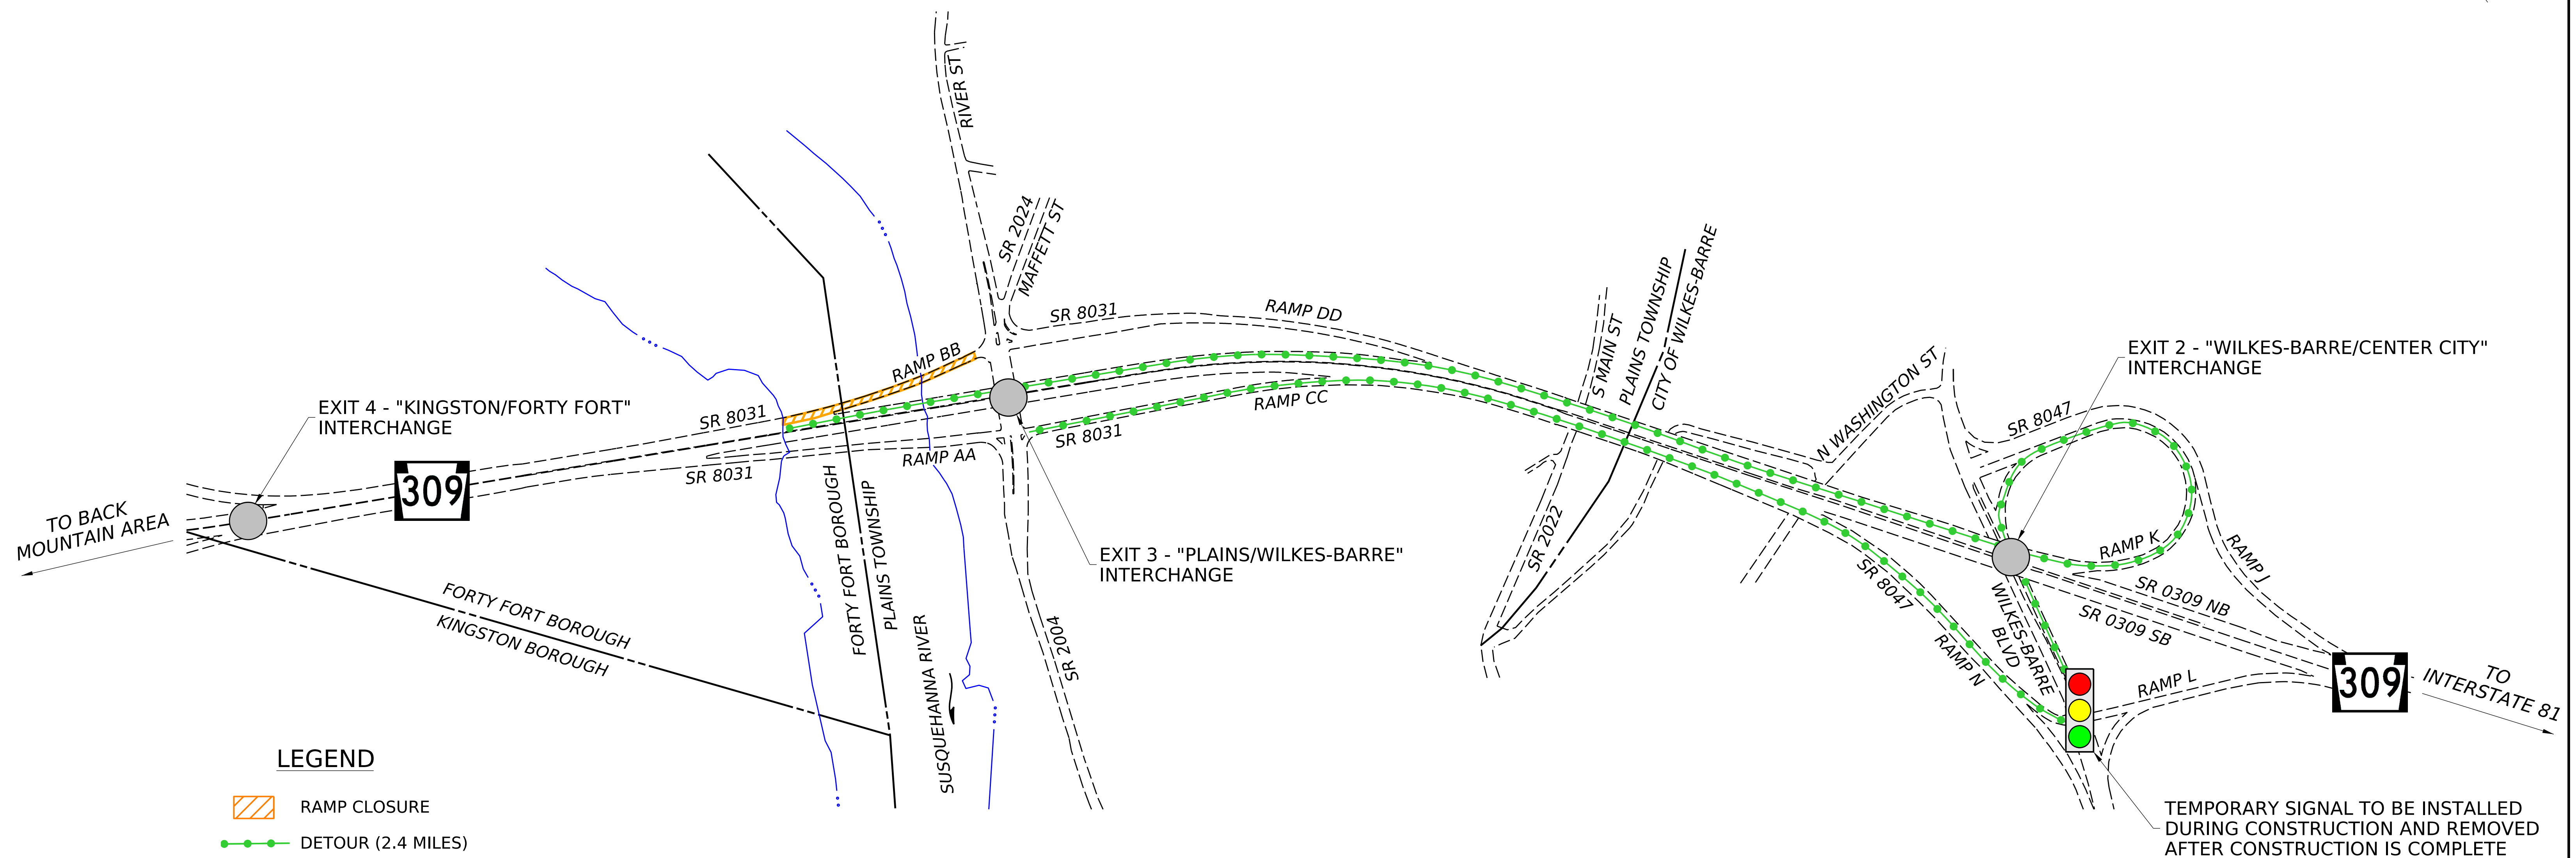 RIVER ST
SR 2024
MAFFETT ST
SR 8031
RAMP DD
RAMP BB
SR 8031
SR 8031
RAMP AA
RAMP CC
SR 8031
EXIT 4 - "KINGSTON/FORTY FORT"
INTERCHANGE
309
TO BACK
MOUNTAIN AREA
FORTY FORT BOROUGH
KINGSTON BOROUGH
FORTY FORT BOROUGH
PLAINS TOWNSHIP
SUSQUEHANNA RIVER
SR 2004
EXIT 3 - "PLAINS/WILKES-BARRE"
INTERCHANGE
S MAIN ST
PLAINS TOWNSHIP
CITY OF WILKES-BARRE
SR 2022
N WASHINGTON ST
SR 8047
EXIT 2 - "WILKES-BARRE/CENTER CITY"
INTERCHANGE
RAMP K
RAMP J
SR 8047
RAMP N
WILKES-BARRE
BLVD
SR 0309 NB
SR 0309 SB
RAMP L
309
TO
INTERSTATE 81
TEMPORARY SIGNAL TO BE INSTALLED
DURING CONSTRUCTION AND REMOVED
AFTER CONSTRUCTION IS COMPLETE
LEGEND
RAMP CLOSURE
DETOUR (2.4 MILES)